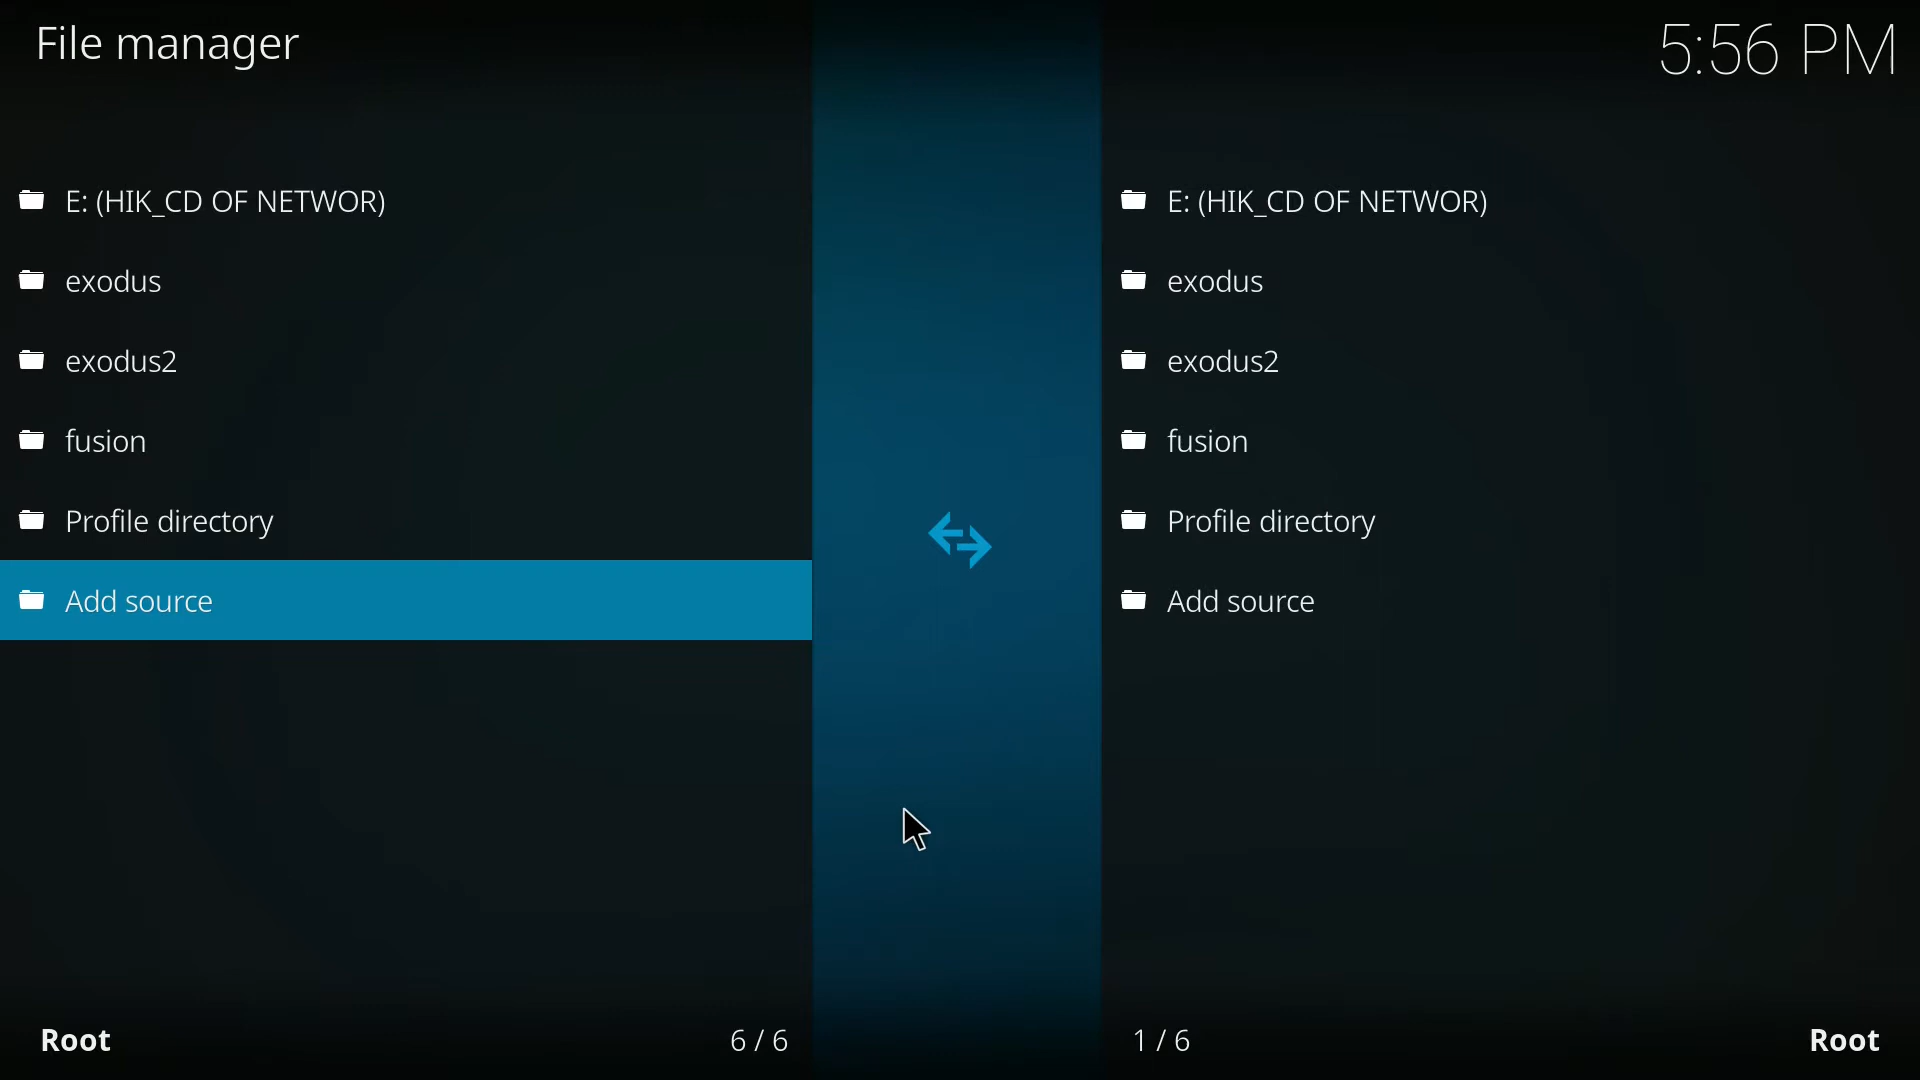 File manager
5:56 PM
E: (HIK_CD OF NETWOR)
exodus
exodus2
fusion
Profile directory
Add source
E: (HIK_CD OF NETWOR)
exodus
exodus2
fusion
Profile directory
Add source
Root
6 / 6
1 / 6
Root